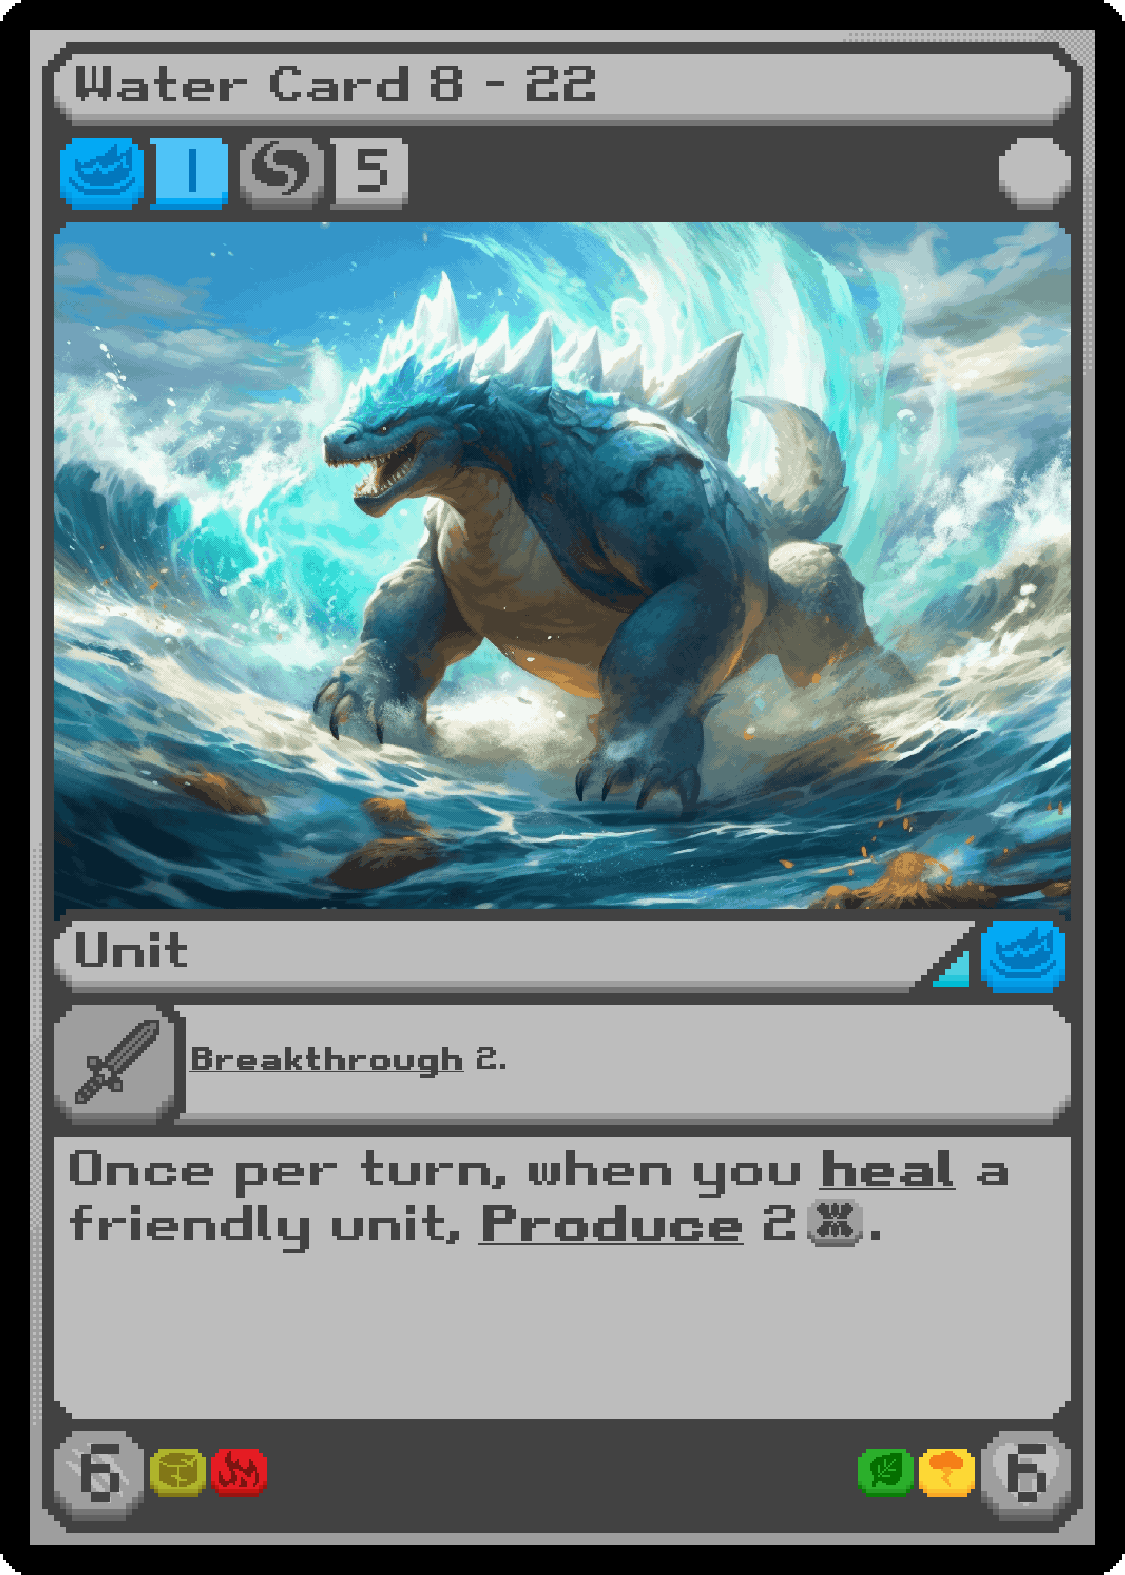 Water Card 8 - 22
1 5
Unit
Breakthrough 2.
Once per turn, when you heal a
friendly unit, Produce 2 .
6 6